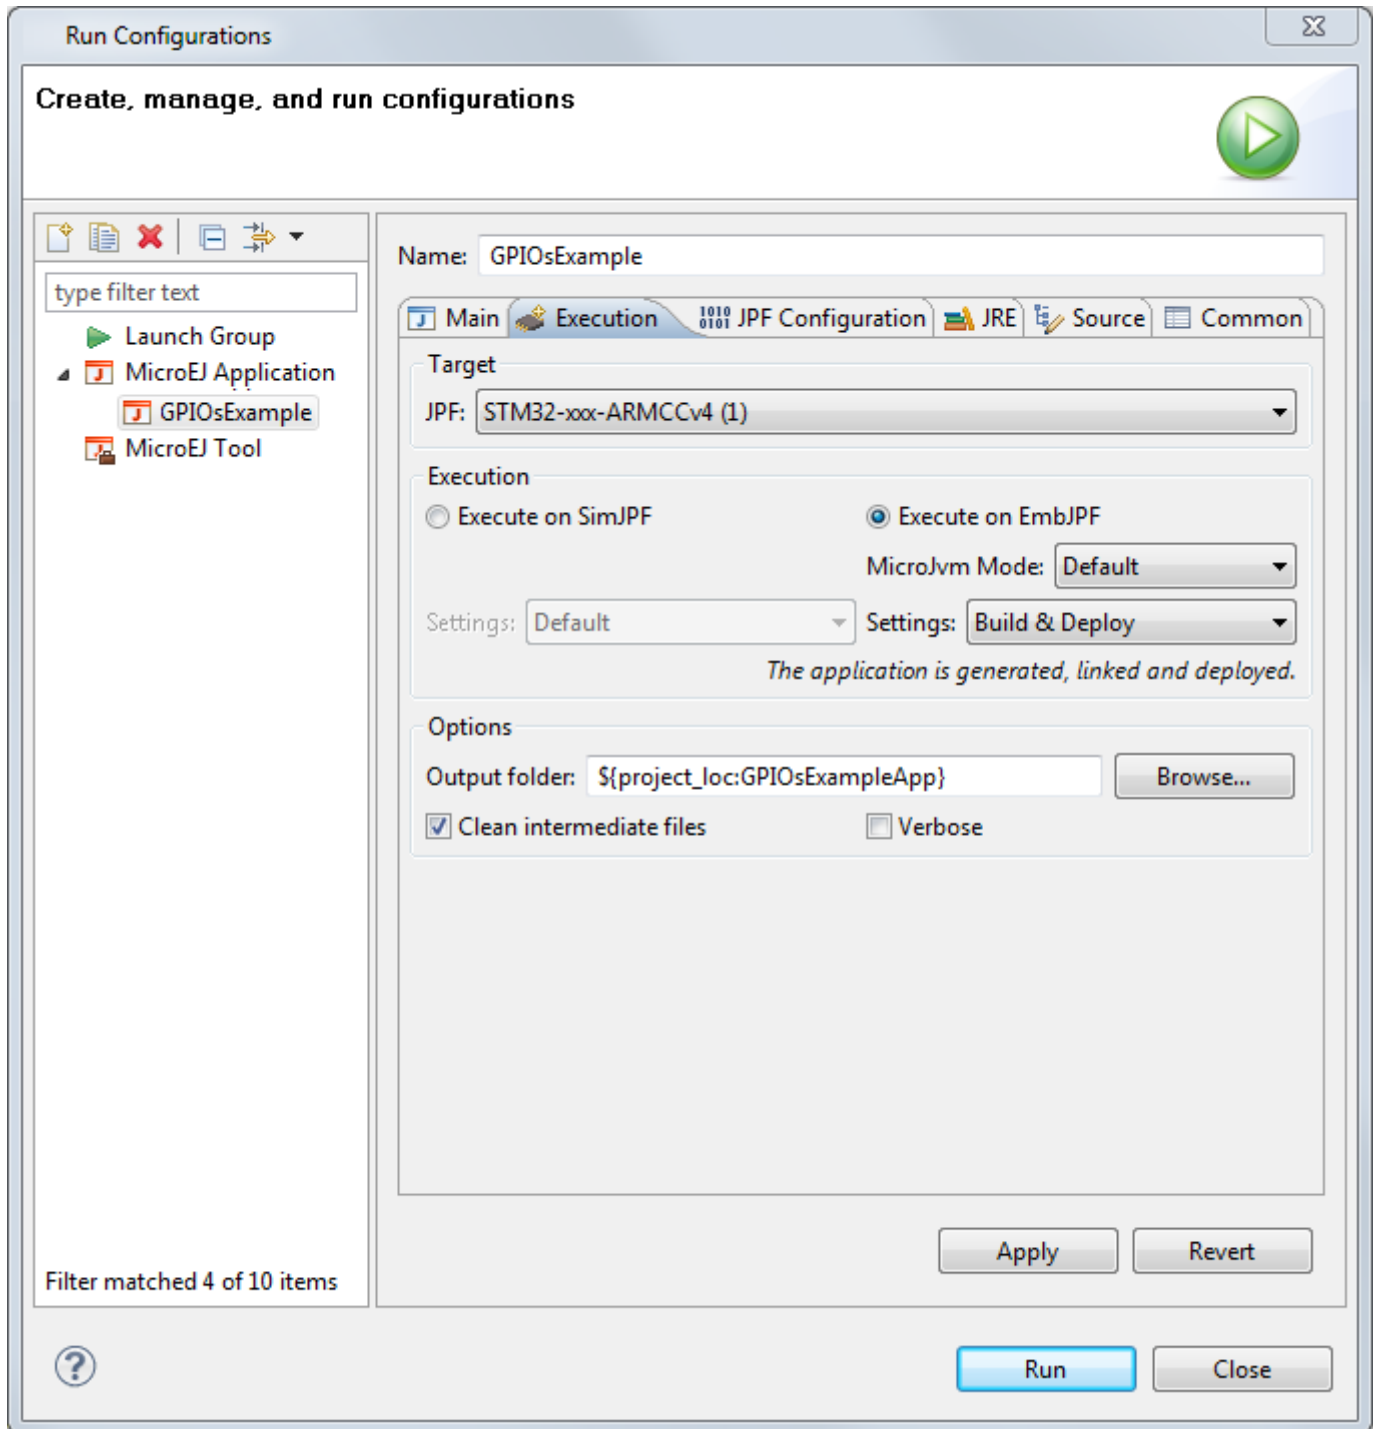 Run Configurations
Create, manage, and run configurations
type filter text
Launch Group
MicroEJ Application
GPIOsExample
MicroEJ Tool
Filter matched 4 of 10 items
Name: GPIOsExample
Main Execution JPF Configuration JRE Source Common
Target
JPF: STM32-xxx-ARMCCv4 (1)
Execution
Execute on SimJPF Execute on EmbJPF
MicroJvm Mode: Default
Settings: Default Settings: Build & Deploy
The application is generated, linked and deployed.
Options
Output folder: ${project_loc:GPIOsExampleApp} Browse...
Clean intermediate files Verbose
Apply Revert
Run Close